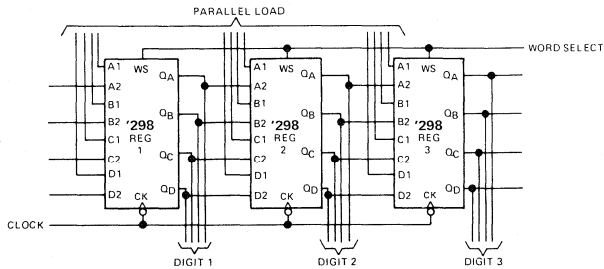 PARALLEL LOAD
WORD SELECT
A1 WS QA
A2
B1 QB
B2 '298
C1 REG 1 QC
C2
D1 QD
D2 CK
A1 WS QA
A2
B1 QB
B2 '298
C1 REG 2 QC
C2
D1 QD
D2 CK
A1 WS QA
A2
B1 QB
B2 '298
C1 REG 3 QC
C2
D1 QD
D2 CK
CLOCK
DIGIT 1 DIGIT 2 DIGIT 3